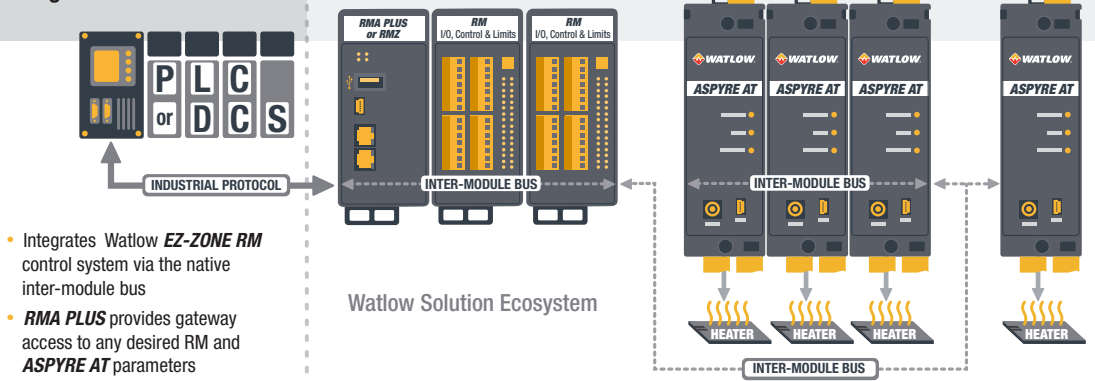 PLC
or DCS
INDUSTRIAL PROTOCOL
RMA PLUS
or RMZ
RM
I/O, Control & Limits
RM
I/O, Control & Limits
INTER-MODULE BUS
WATLOW.
ASPYRE AT
WATLOW.
ASPYRE AT
WATLOW.
ASPYRE AT
INTER-MODULE BUS
WATLOW.
ASPYRE AT
HEATER
HEATER
HEATER
HEATER
INTER-MODULE BUS
• Integrates Watlow EZ-ZONE RM
control system via the native
inter-module bus
• RMA PLUS provides gateway
access to any desired RM and
ASPYRE AT parameters
Watlow Solution Ecosystem